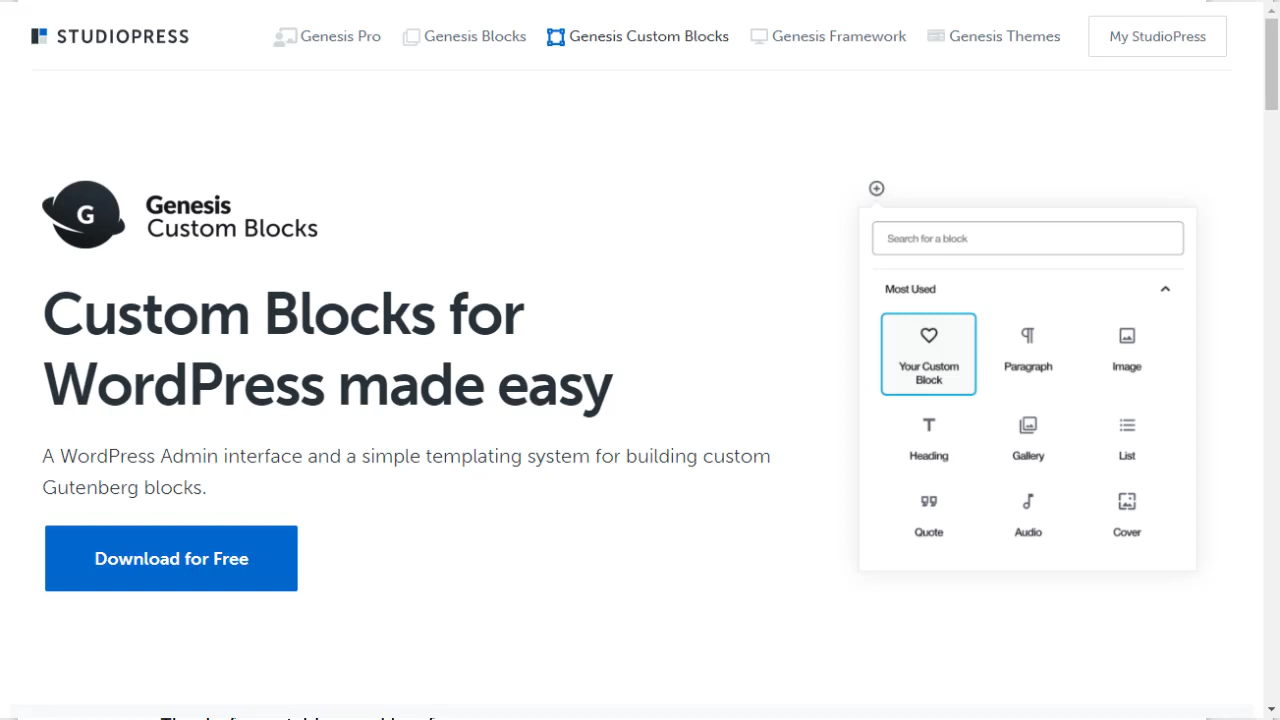 STUDIOPRESS
Genesis Pro
Genesis Blocks
Genesis Custom Blocks
Genesis Framework
Genesis Themes
My StudioPress
G
Genesis
Custom Blocks
Custom Blocks for
WordPress made easy
A WordPress Admin interface and a simple templating system for building custom
Gutenberg blocks.
Download for Free
Search for a block
Most Used
Your Custom
Block
Paragraph
Image
Heading
Gallery
List
Quote
Audio
Cover